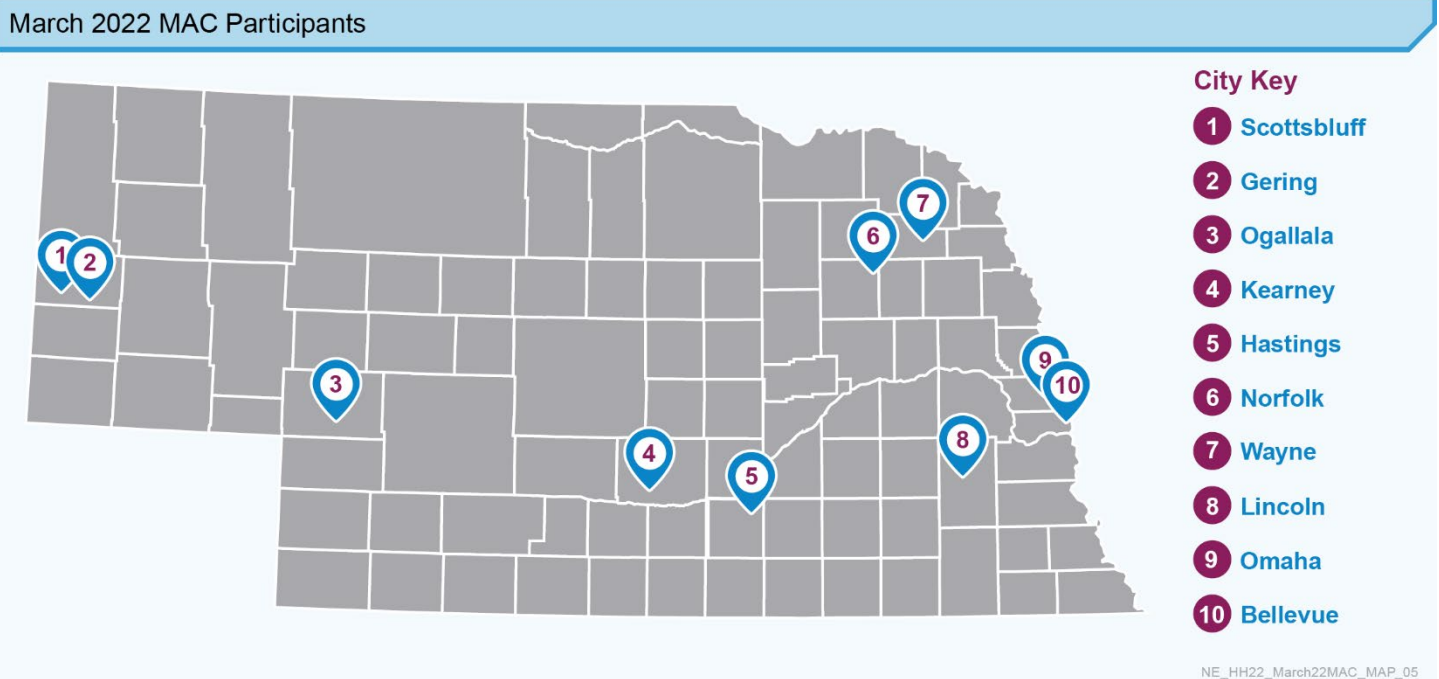 March 2022 MAC Participants
City Key
1 Scottsbluff
2 Gering
3 Ogallala
4 Kearney
5 Hastings
6 Norfolk
7 Wayne
8 Lincoln
9 Omaha
10 Bellevue
1
2
3
4
5
6
7
8
9
10
NE_HH22_March22MAC_MAP_05